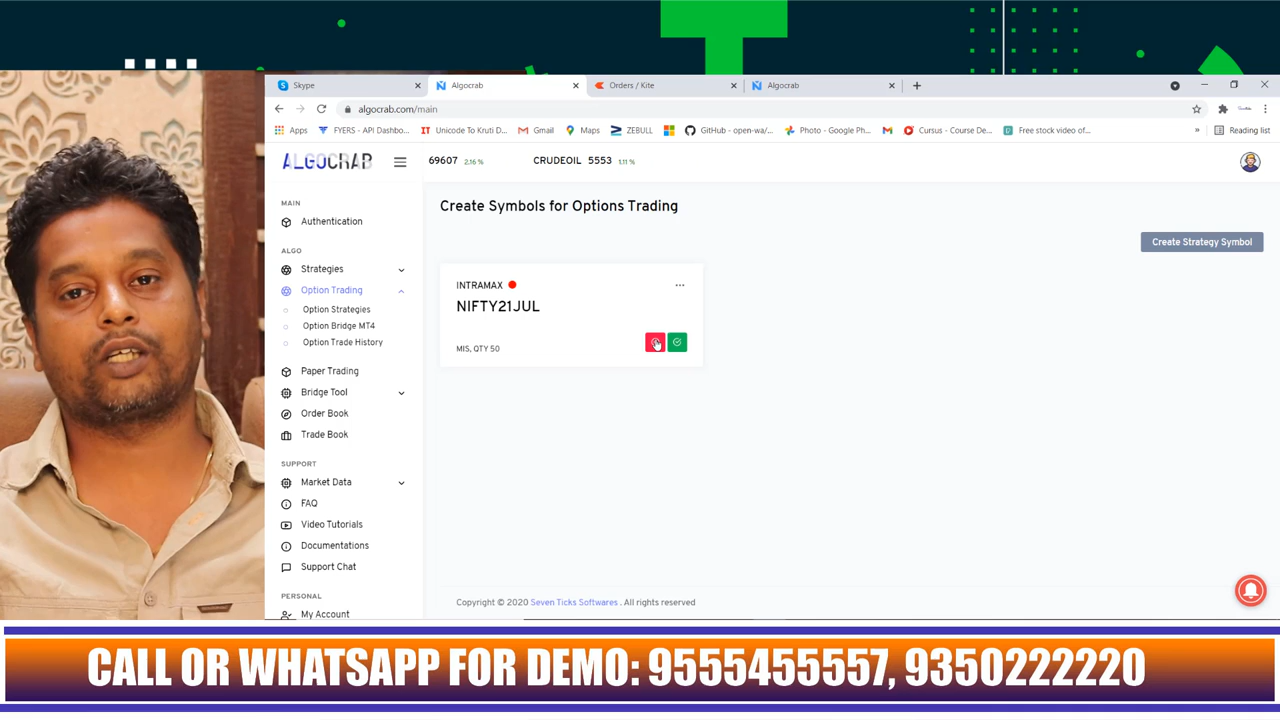 Skype
Algocrab
Orders / Kite
Algocrab
algocrab.com/main
Apps
FYERS - API Dashbo...
Unicode To Kruti D...
Gmail
Maps
ZEBULL
GitHub - open-wa/...
Photo - Google Ph...
Cursus - Course De...
Free stock video of...
»
Reading list
ALGOCRAB
69607 2.16 %
CRUDEOIL 5553 1.11 %
MAIN
Authentication
ALGO
Strategies
Option Trading
Option Strategies
Option Bridge MT4
Option Trade History
Paper Trading
Bridge Tool
Order Book
Trade Book
SUPPORT
Market Data
FAQ
Video Tutorials
Documentations
Support Chat
PERSONAL
My Account
Create Symbols for Options Trading
Create Strategy Symbol
INTRAMAX
NIFTY21JUL
MIS, QTY 50
Copyright © 2020 Seven Ticks Softwares . All rights reserved
CALL OR WHATSAPP FOR DEMO: 9555455557, 9350222220